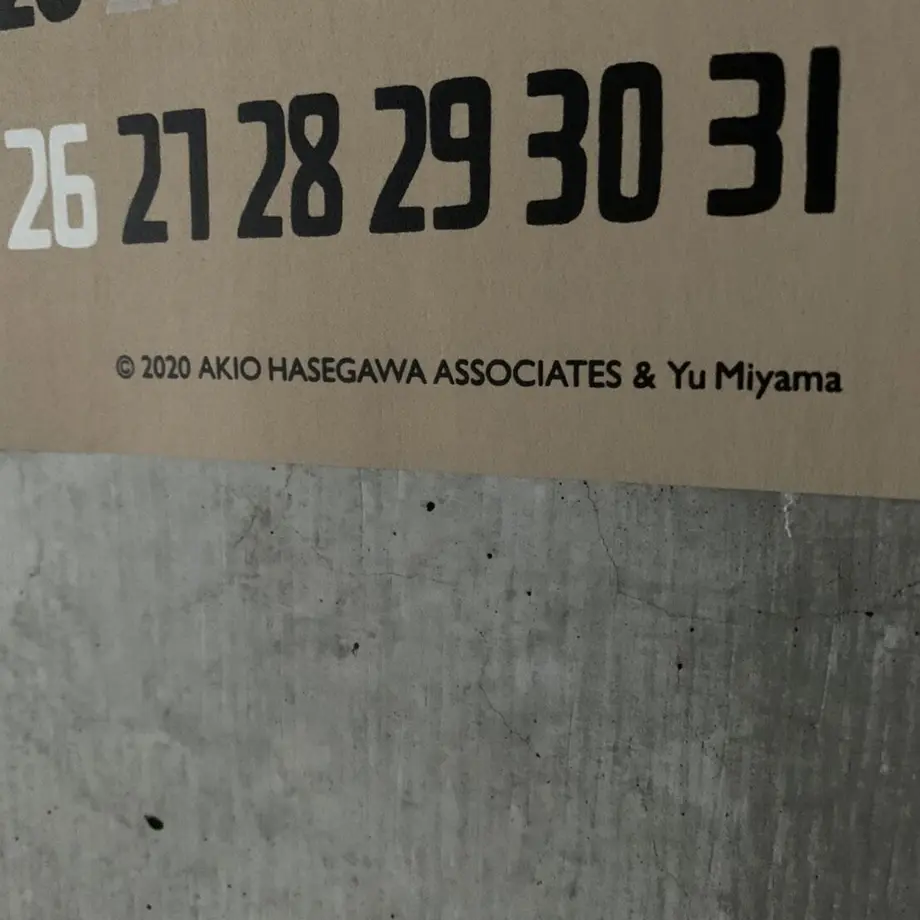 26 27 28 29 30 31
© 2020 AKIO HASEGAWA ASSOCIATES & Yu Miyama